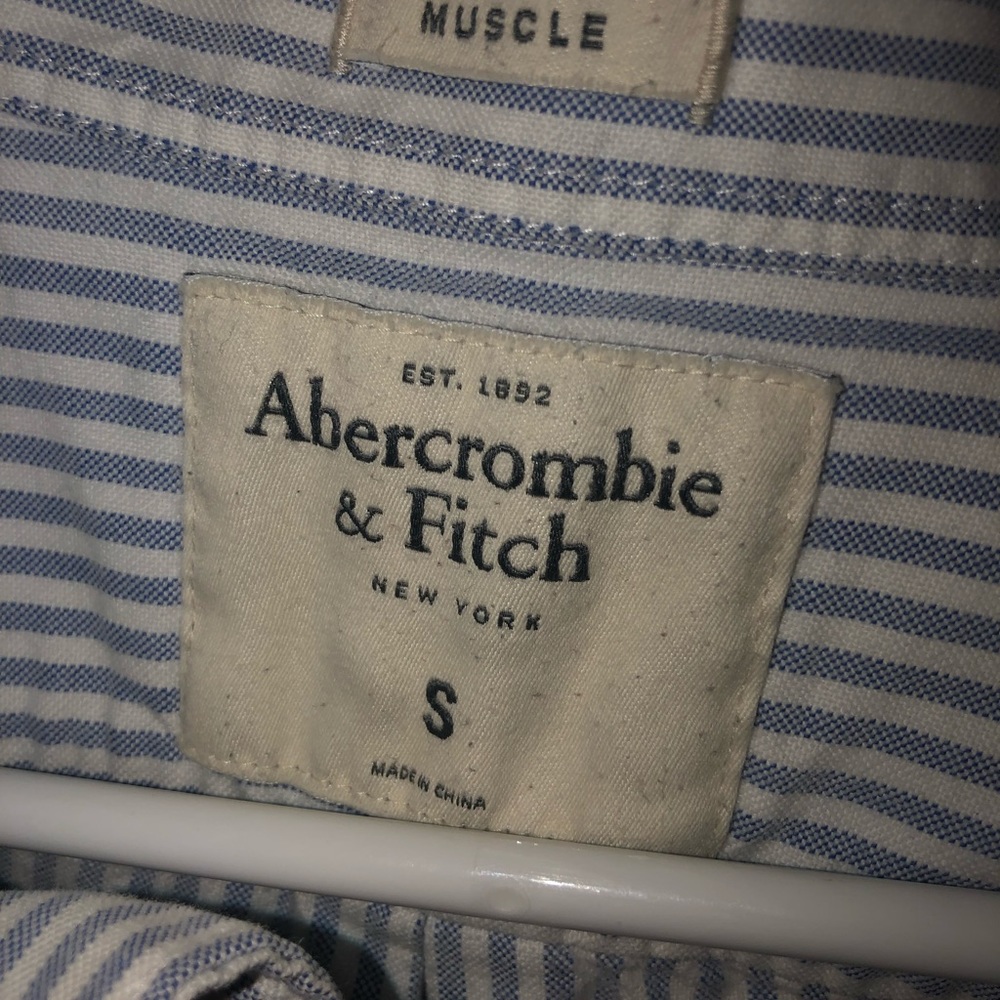 MUSCLE
EST. 1892
Abercrombie
& Fitch
NEW YORK
S
MADE IN CHINA